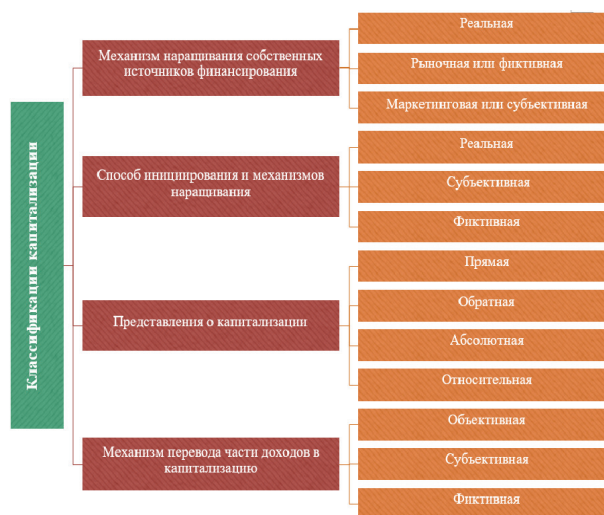 Классификации капитализации
Механизм наращивания собственных
источников финансирования
Реальная
Рыночная или фиктивная
Маркетинговая или субъективная
Способ инициирования и механизмов
наращивания
Реальная
Субъективная
Фиктивная
Представления о капитализации
Прямая
Обратная
Абсолютная
Относительная
Механизм перевода части доходов в
капитализацию
Объективная
Субъективная
Фиктивная